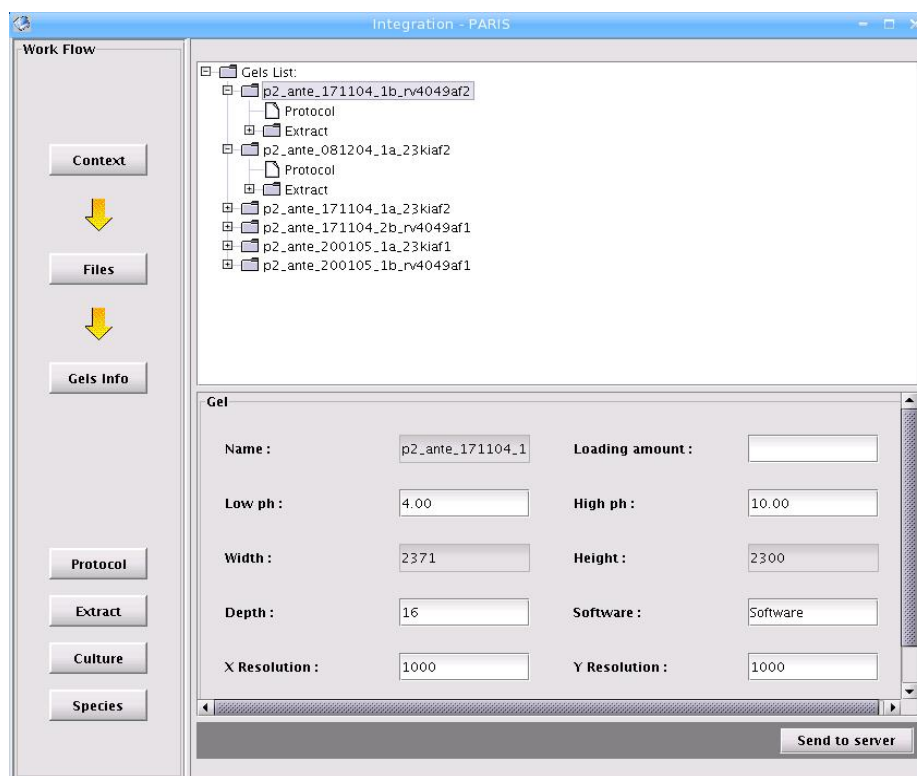 Integration - PARIS
Work Flow
Context
Files
Gels Info
Protocol
Extract
Culture
Species
Gels List:
p2_ante_171104_1b_rv4049af2
Protocol
Extract
p2_ante_081204_1a_23kiaf2
Protocol
Extract
p2_ante_171104_1a_23kiaf2
p2_ante_171104_2b_rv4049af1
p2_ante_200105_1a_23kiaf1
p2_ante_200105_1b_rv4049af1
Gel
Name : p2_ante_171104_1 Loading amount :
Low ph : 4.00 High ph : 10.00
Width : 2371 Height : 2300
Depth : 16 Software : Software
X Resolution : 1000 Y Resolution : 1000
Send to server